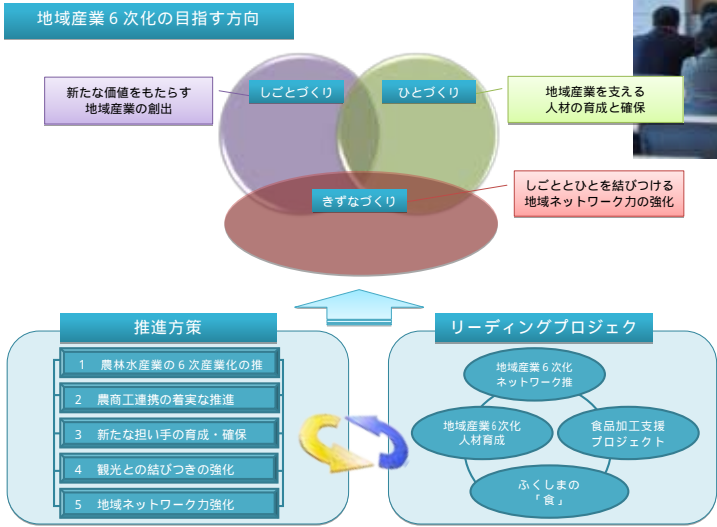 地域産業６次化の目指す方向
新たな価値をもたらす
地域産業の創出
しごとづくり
ひとづくり
地域産業を支える
人材の育成と確保
きずなづくり
しごととひとを結びつける
地域ネットワーク力の強化
推進方策
1 農林水産業の６次産業化の推
2 農商工連携の着実な推進
3 新たな担い手の育成・確保
4 観光との結びつきの強化
5 地域ネットワーク力強化
リーディングプロジェク
地域産業６次化
ネットワーク推
地域産業6次化
人材育成
食品加工支援
プロジェクト
ふくしまの
「食」